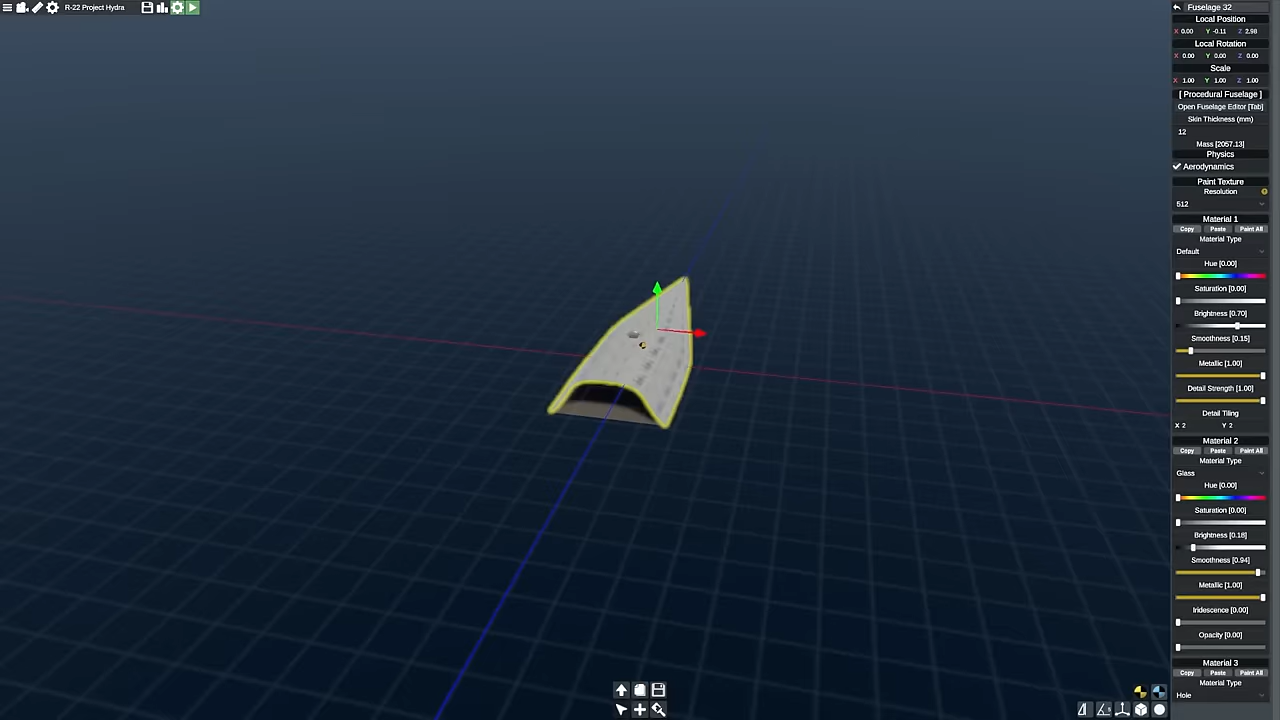 R-22 Project Hydra
Fuselage 32
Local Position
X 0.00 Y -0.11 Z 2.98
Local Rotation
X 0.00 Y 0.00 Z 0.00
Scale
X 1.00 Y 1.00 Z 1.00
[ Procedural Fuselage ]
Open Fuselage Editor [Tab]
Skin Thickness (mm)
12
Mass [2057.13]
Physics
Aerodynamics
Paint Texture
Resolution
512
Material 1
Copy Paste Paint All
Material Type
Default
Hue [0.00]
Saturation [0.00]
Brightness [0.70]
Smoothness [0.15]
Metallic [1.00]
Detail Strength [1.00]
Detail Tiling
X 2 Y 2
Material 2
Copy Paste Paint All
Material Type
Glass
Hue [0.00]
Saturation [0.00]
Brightness [0.18]
Smoothness [0.94]
Metallic [1.00]
Iridescence [0.00]
Opacity [0.00]
Material 3
Copy Paste Paint All
Material Type
Hole